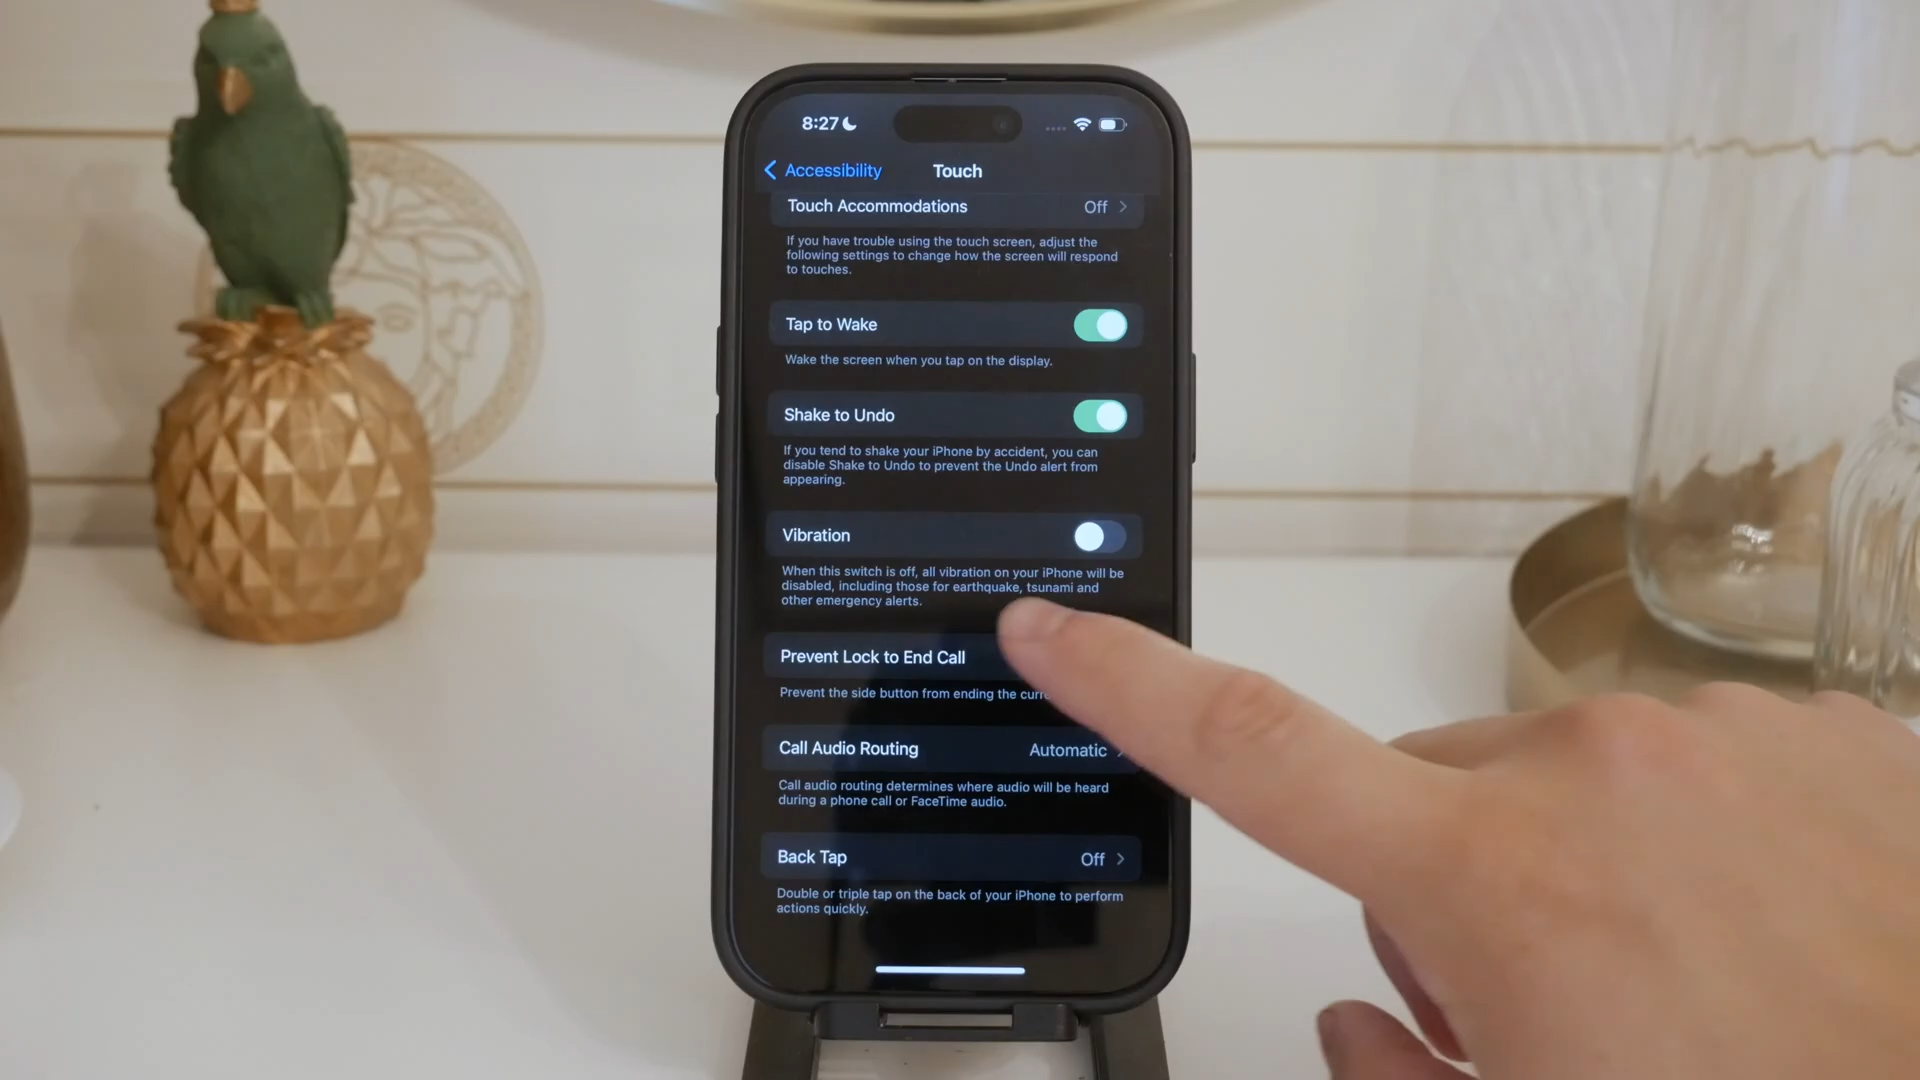 8:27
Accessibility
Touch
Touch Accommodations Off
If you have trouble using the touch screen, adjust the
following settings to change how the screen will respond
to touches.
Tap to Wake
Wake the screen when you tap on the display.
Shake to Undo
If you tend to shake your iPhone by accident, you can
disable Shake to Undo to prevent the Undo alert from
appearing.
Vibration
When this switch is off, all vibration on your iPhone will be
disabled, including those for earthquake, tsunami and
other emergency alerts.
Prevent Lock to End Call
Prevent the side button from ending the
Call Audio Routing Automatic
Call audio routing determines where audio will be heard
during a phone call or FaceTime audio.
Back Tap Off
Double or triple tap on the back of your iPhone to perform
actions quickly.